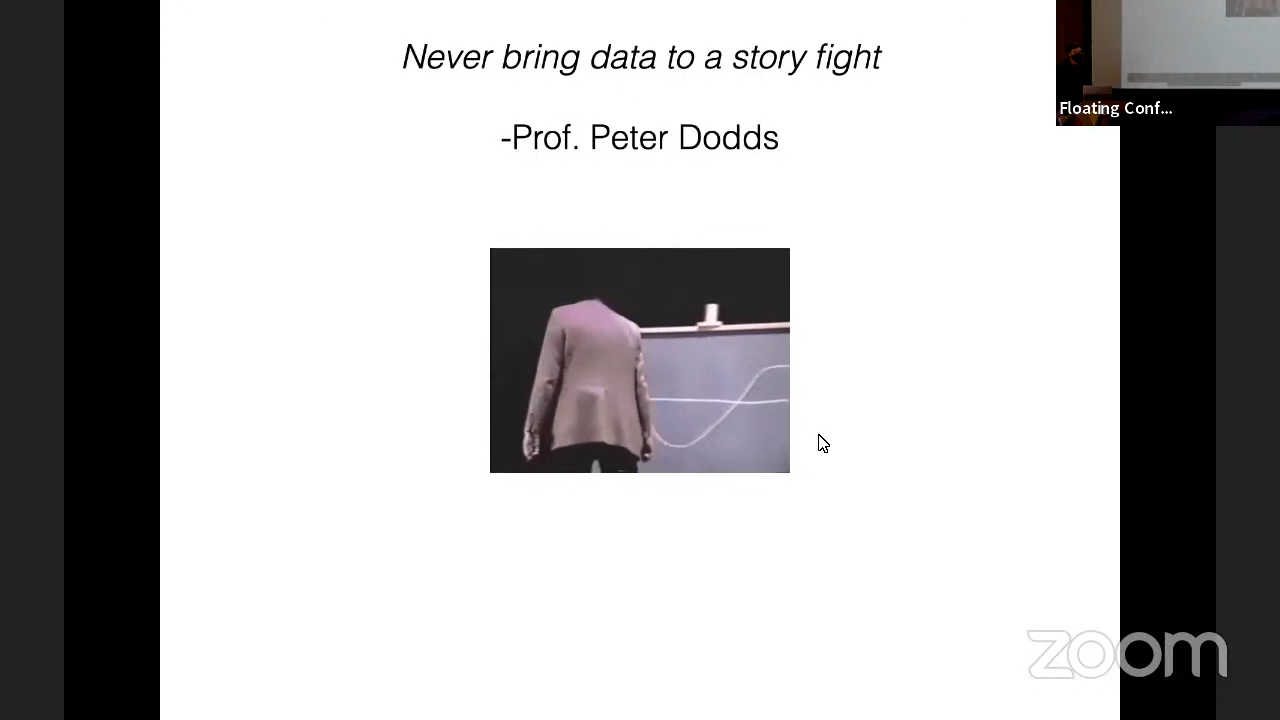 Never bring data to a story fight
-Prof. Peter Dodds
Floating Conf...
zoom